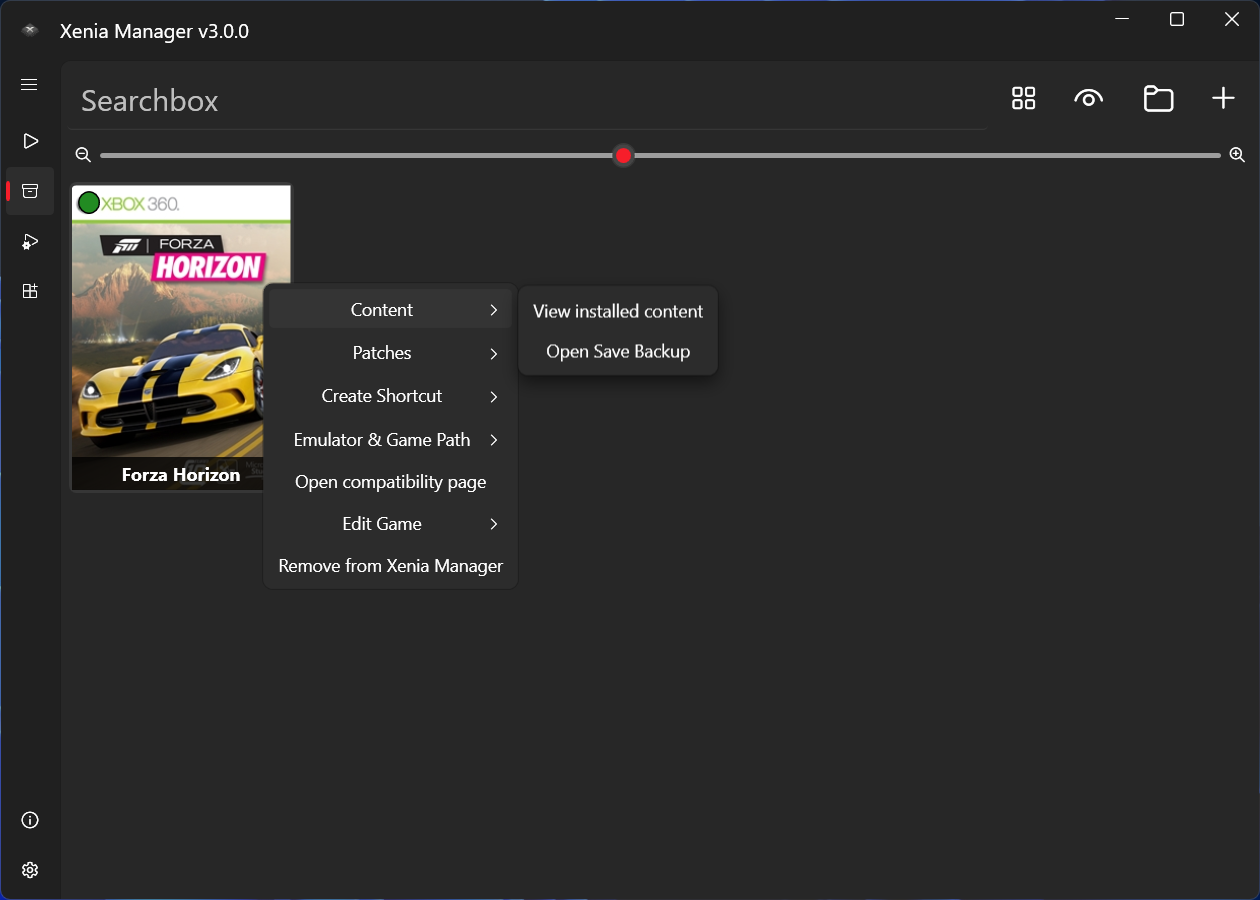 Xenia Manager v3.0.0
Searchbox
XBOX 360.
FORZA
HORIZON
Forza Horizon
Content
Patches
Create Shortcut
Emulator & Game Path
Open compatibility page
Edit Game
Remove from Xenia Manager
View installed content
Open Save Backup